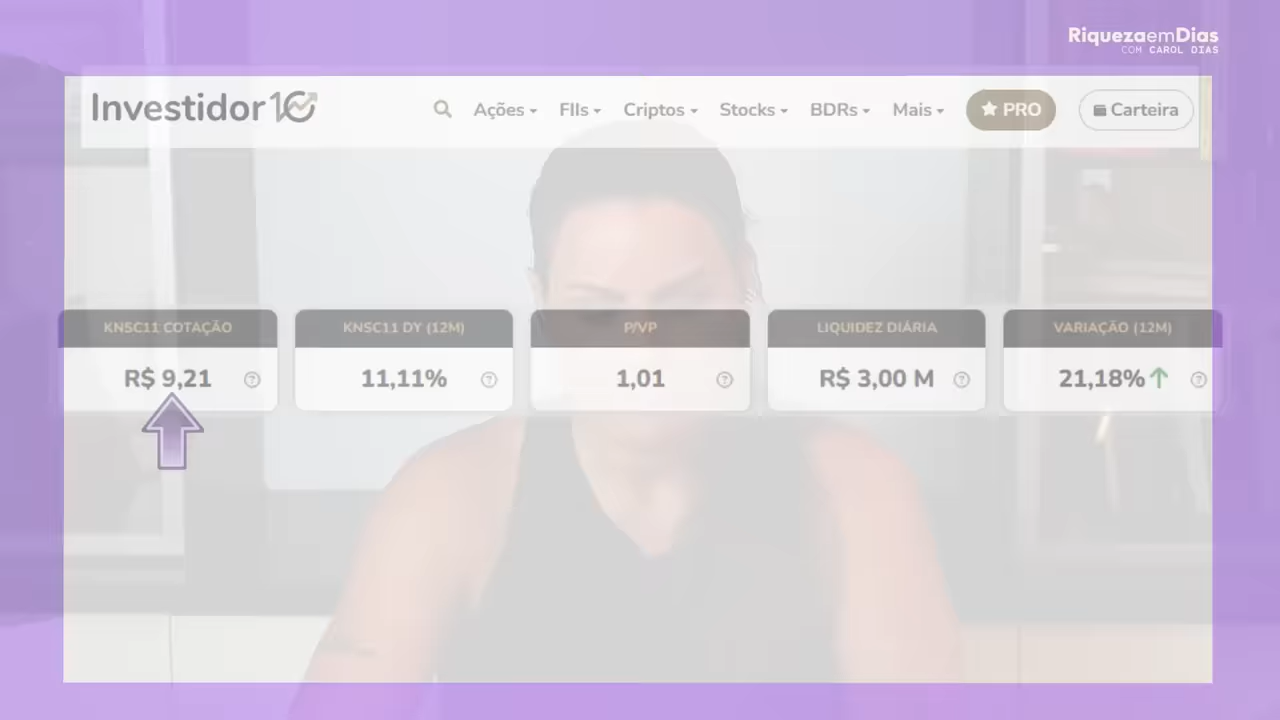 RiquezaemDias
COM CAROL DIAS
Investidor10
Ações FIIs Criptos Stocks BDRs Mais PRO Carteira
KNSC11 COTAÇÃO KNSC11 DY (12M) P/VP LIQUIDEZ DIÁRIA VARIAÇÃO (12M)
R$ 9,21 11,11% 1,01 R$ 3,00 M 21,18%